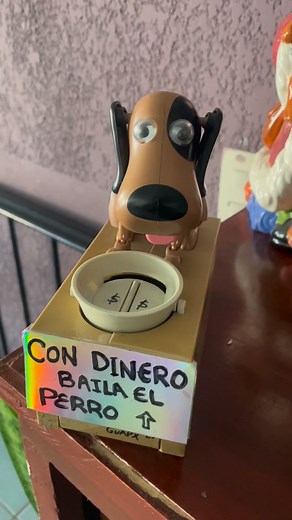 $ $
CON DINERO
BAILA EL
PERRO ↑